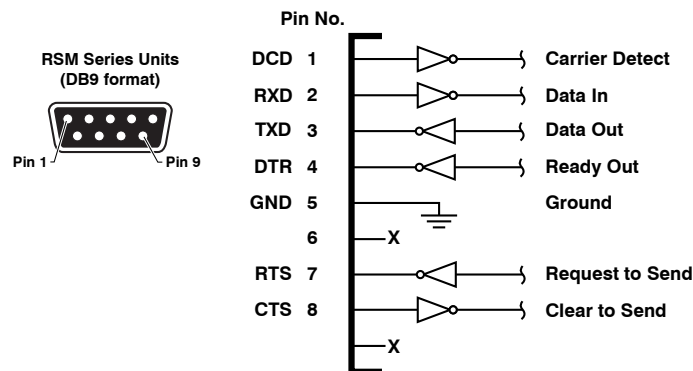 Pin No.
RSM Series Units
(DB9 format)
Pin 1
Pin 9
DCD 1 Carrier Detect
RXD 2 Data In
TXD 3 Data Out
DTR 4 Ready Out
GND 5 Ground
6 X
RTS 7 Request to Send
CTS 8 Clear to Send
X